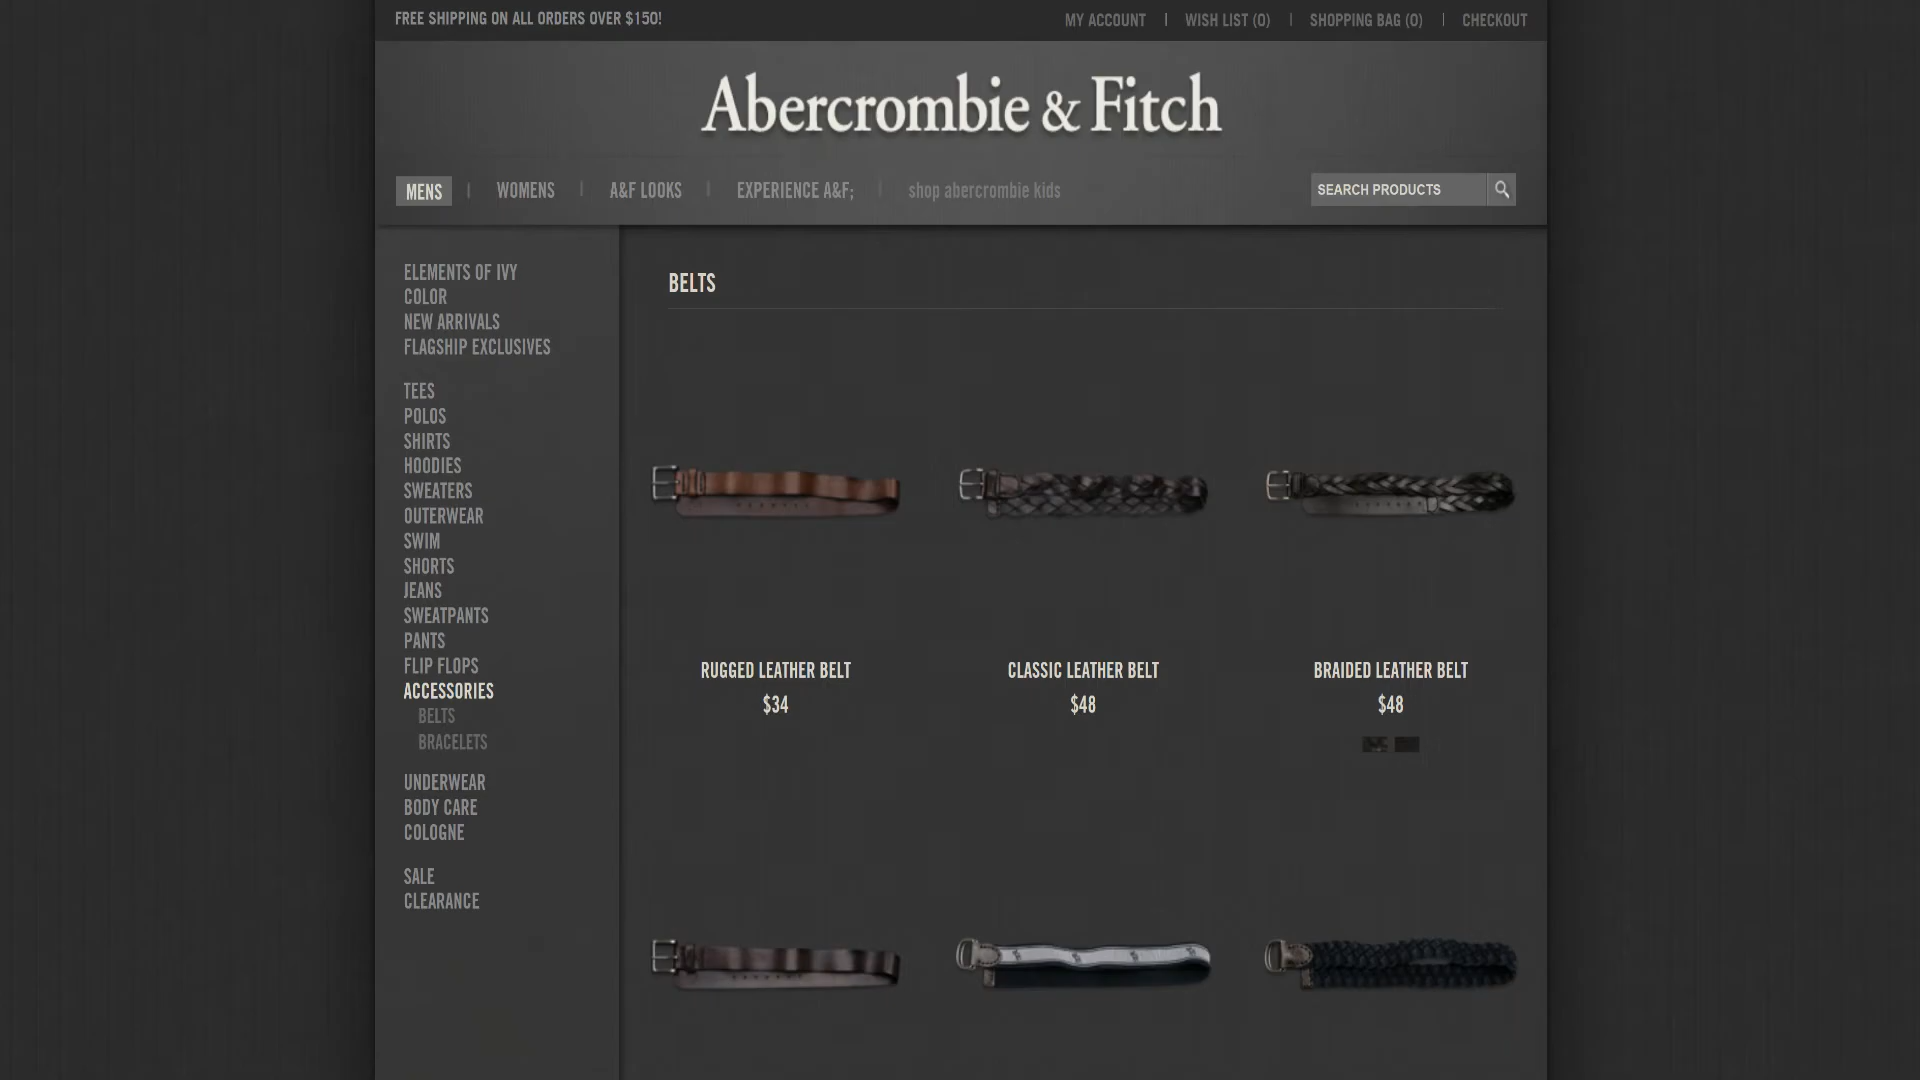 FREE SHIPPING ON ALL ORDERS OVER $150!
MY ACCOUNT | WISH LIST (0) | SHOPPING BAG (0) | CHECKOUT
Abercrombie & Fitch
MENS | WOMENS | A&F LOOKS | EXPERIENCE A&F; | shop abercrombie kids
SEARCH PRODUCTS
ELEMENTS OF IVY
COLOR
NEW ARRIVALS
FLAGSHIP EXCLUSIVES
TEES
POLOS
SHIRTS
HOODIES
SWEATERS
OUTERWEAR
SWIM
SHORTS
JEANS
SWEATPANTS
PANTS
FLIP FLOPS
ACCESSORIES
BELTS
BRACELETS
UNDERWEAR
BODY CARE
COLOGNE
SALE
CLEARANCE
BELTS
RUGGED LEATHER BELT
$34
CLASSIC LEATHER BELT
$48
BRAIDED LEATHER BELT
$48